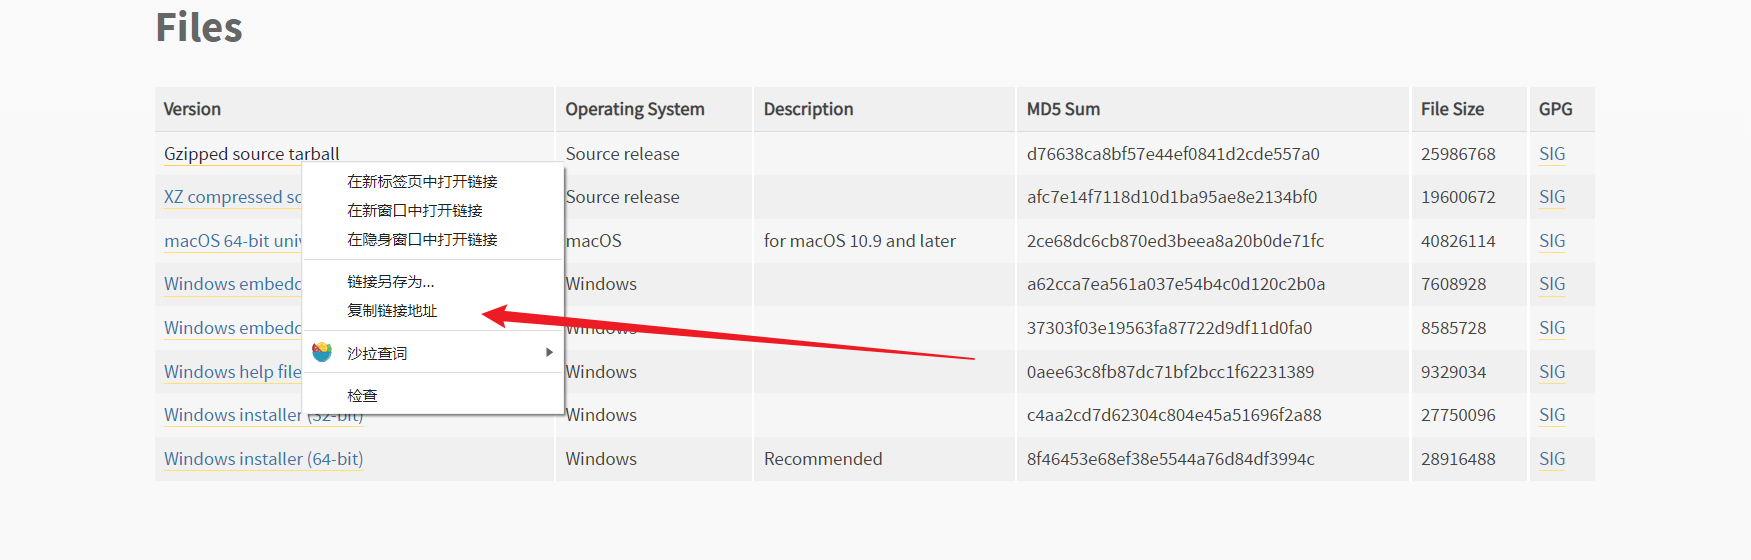 Files
Version Operating System Description MD5 Sum File Size GPG
Gzipped source tarball Source release d76638ca8bf57e44ef0841d2cde557a0 25986768 SIG
在新标签页中打开链接
XZ compressed Source release afc7e14f7118d10d1ba95ae8e2134bf0 19600672 SIG
在新窗口中打开链接
在隐身窗口中打开链接
macOS 64-bit macOS for macOS 10.9 and later 2ce68dc6cb870ed3beea8a20b0de71fc 40826114 SIG
链接另存为...
Windows Windows a62cca7ea561a037e54b4c0d120c2b0a 7608928 SIG
复制链接地址
Windows Windows 37303f03e19563fa87722d9df11d0fa0 8585728 SIG
沙拉查词
Windows help file Windows 0aee63c8fb87dc71bf2bcc1f62231389 9329034 SIG
检查
Windows installer (32-bit) Windows c4aa2cd7d62304c804e45a51696f2a88 27750096 SIG
Windows installer (64-bit) Windows Recommended 8f46453e68ef38e5544a76d84df3994c 28916488 SIG